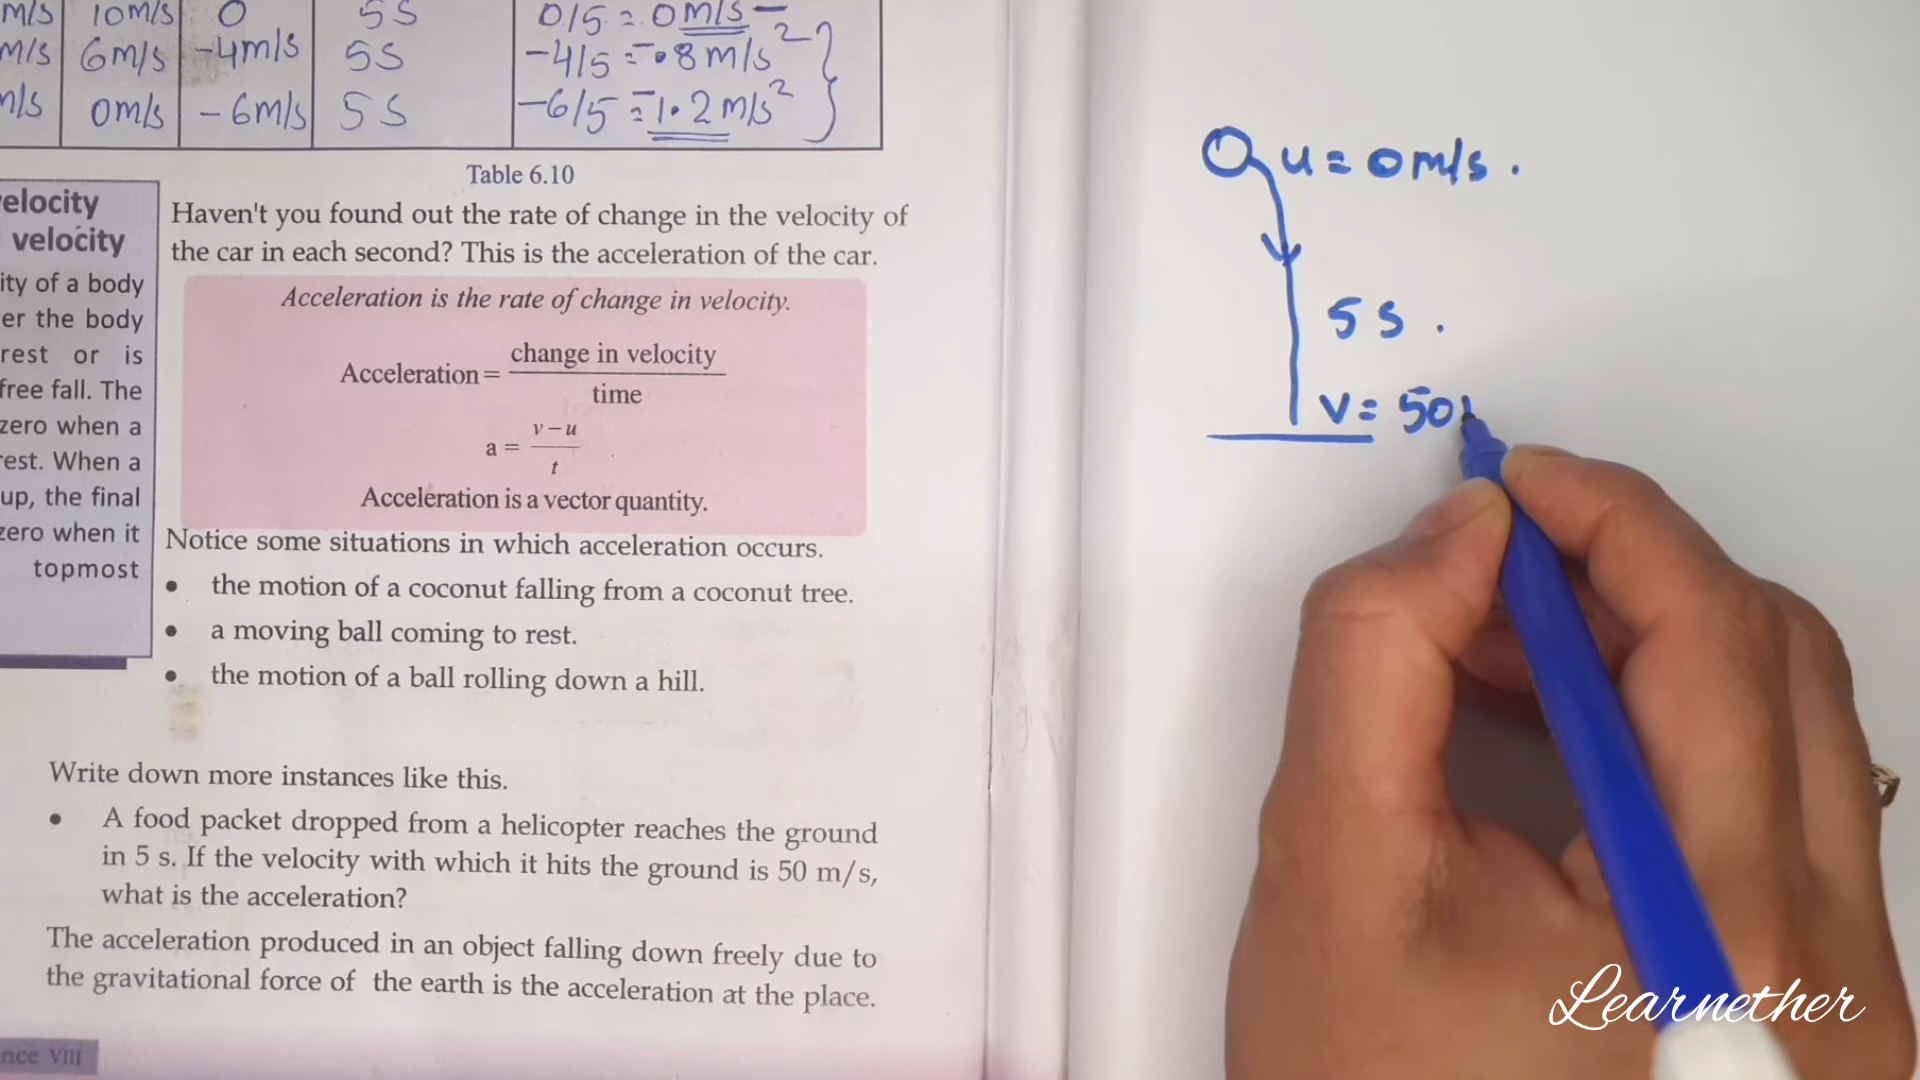 m/s 10m/s 0 5S 0/5 = 0m/s
m/s 6m/s -4m/s 5S -4/5 = -.8m/s²
m/s 0m/s -6m/s 5S -6/5 = -1.2m/s²
Table 6.10
velocity
velocity
ity of a body
er the body
rest or is
free fall. The
zero when a
rest. When a
up, the final
zero when it
topmost
Haven't you found out the rate of change in the velocity of
the car in each second? This is the acceleration of the car.
Acceleration is the rate of change in velocity.
Acceleration = change in velocity
time
a = v – u
t
Acceleration is a vector quantity.
Notice some situations in which acceleration occurs.
• the motion of a coconut falling from a coconut tree.
• a moving ball coming to rest.
• the motion of a ball rolling down a hill.
Write down more instances like this.
• A food packet dropped from a helicopter reaches the ground
in 5 s. If the velocity with which it hits the ground is 50 m/s,
what is the acceleration?
The acceleration produced in an object falling down freely due to
the gravitational force of the earth is the acceleration at the place.
nce VIII
u = 0m/s.
5 s.
v = 50
Learnether